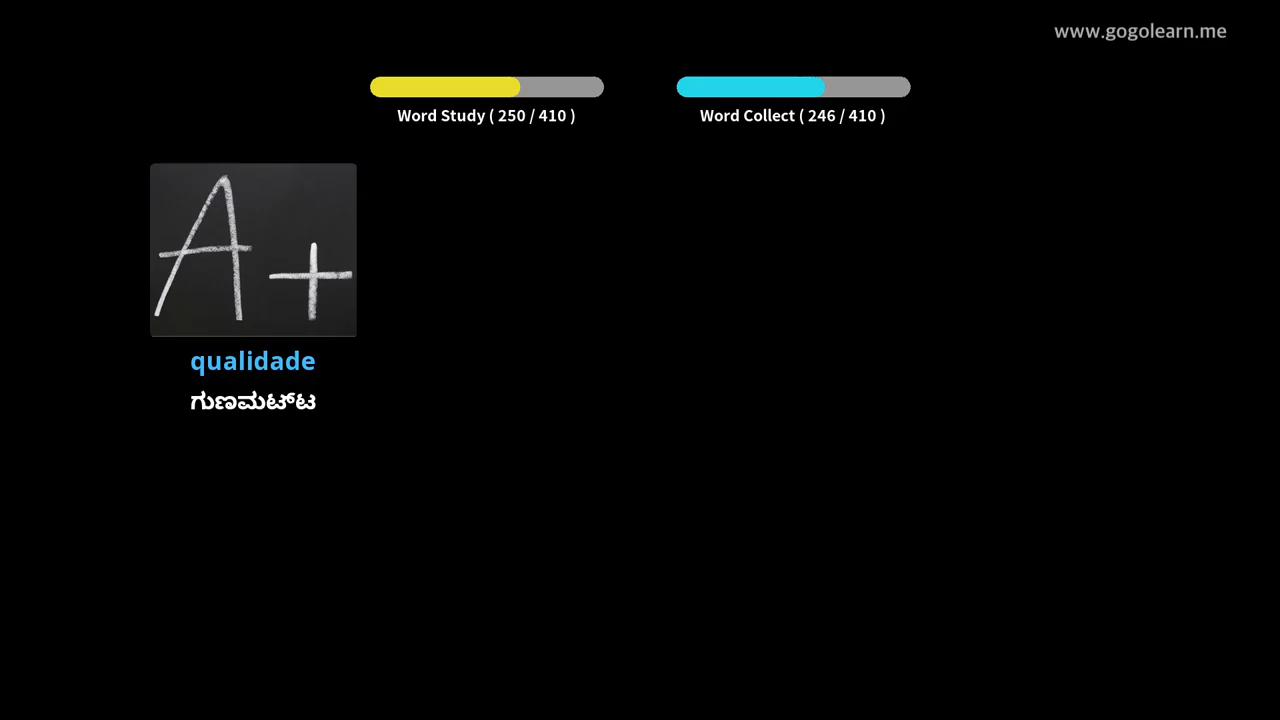 www.gogolearn.me
Word Study ( 250 / 410 )
Word Collect ( 246 / 410 )
A+
qualidade
ಗುಣಮಟ್ಟ